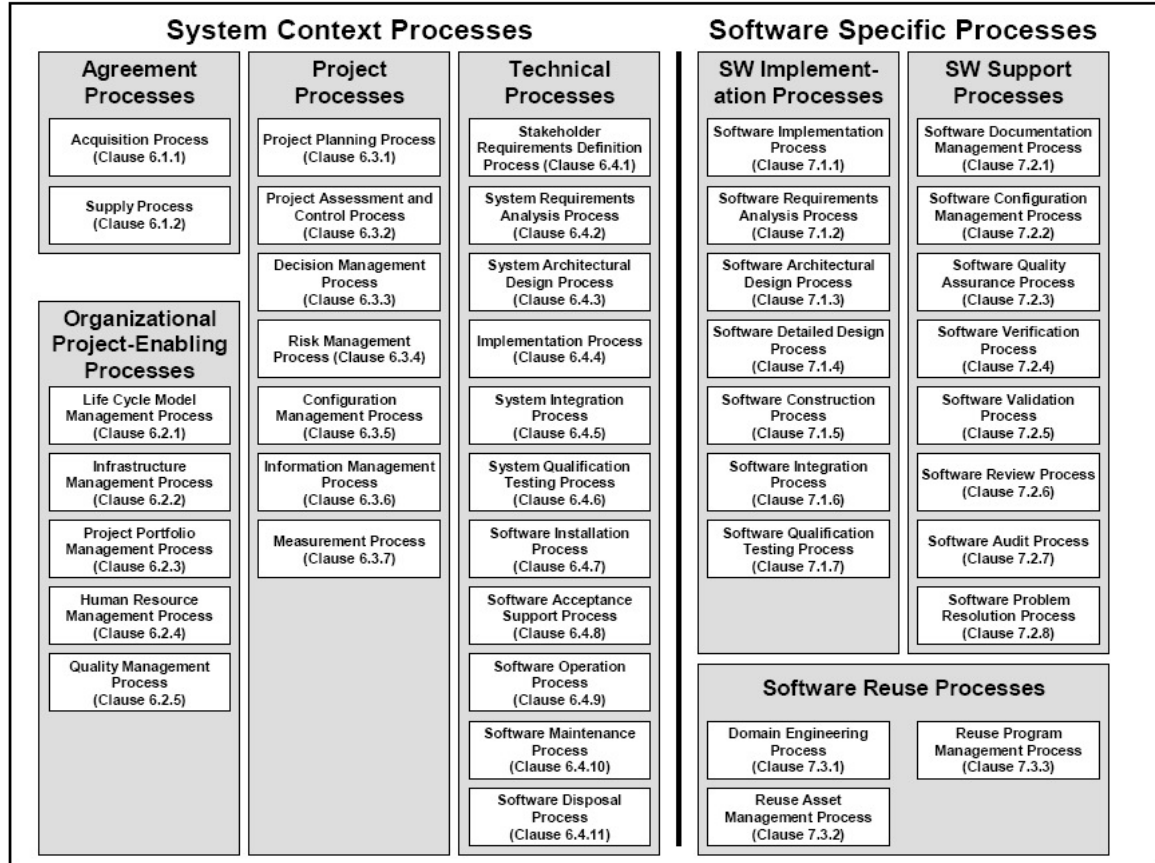 System Context Processes
Software Specific Processes
Agreement
Processes
Acquisition Process
(Clause 6.1.1)
Supply Process
(Clause 6.1.2)
Organizational
Project-Enabling
Processes
Life Cycle Model
Management Process
(Clause 6.2.1)
Infrastructure
Management Process
(Clause 6.2.2)
Project Portfolio
Management Process
(Clause 6.2.3)
Human Resource
Management Process
(Clause 6.2.4)
Quality Management
Process
(Clause 6.2.5)
Project
Processes
Project Planning Process
(Clause 6.3.1)
Project Assessment and
Control Process
(Clause 6.3.2)
Decision Management
Process
(Clause 6.3.3)
Risk Management
Process (Clause 6.3.4)
Configuration
Management Process
(Clause 6.3.5)
Information Management
Process
(Clause 6.3.6)
Measurement Process
(Clause 6.3.7)
Technical
Processes
Stakeholder
Requirements Definition
Process (Clause 6.4.1)
System Requirements
Analysis Process
(Clause 6.4.2)
System Architectural
Design Process
(Clause 6.4.3)
Implementation Process
(Clause 6.4.4)
System Integration
Process
(Clause 6.4.5)
System Qualification
Testing Process
(Clause 6.4.6)
Software Installation
Process
(Clause 6.4.7)
Software Acceptance
Support Process
(Clause 6.4.8)
Software Operation
Process
(Clause 6.4.9)
Software Maintenance
Process
(Clause 6.4.10)
Software Disposal
Process
(Clause 6.4.11)
SW Implement-
ation Processes
Software Implementation
Process
(Clause 7.1.1)
Software Requirements
Analysis Process
(Clause 7.1.2)
Software Architectural
Design Process
(Clause 7.1.3)
Software Detailed Design
Process
(Clause 7.1.4)
Software Construction
Process
(Clause 7.1.5)
Software Integration
Process
(Clause 7.1.6)
Software Qualification
Testing Process
(Clause 7.1.7)
SW Support
Processes
Software Documentation
Management Process
(Clause 7.2.1)
Software Configuration
Management Process
(Clause 7.2.2)
Software Quality
Assurance Process
(Clause 7.2.3)
Software Verification
Process
(Clause 7.2.4)
Software Validation
Process
(Clause 7.2.5)
Software Review Process
(Clause 7.2.6)
Software Audit Process
(Clause 7.2.7)
Software Problem
Resolution Process
(Clause 7.2.8)
Software Reuse Processes
Domain Engineering
Process
(Clause 7.3.1)
Reuse Asset
Management Process
(Clause 7.3.2)
Reuse Program
Management Process
(Clause 7.3.3)